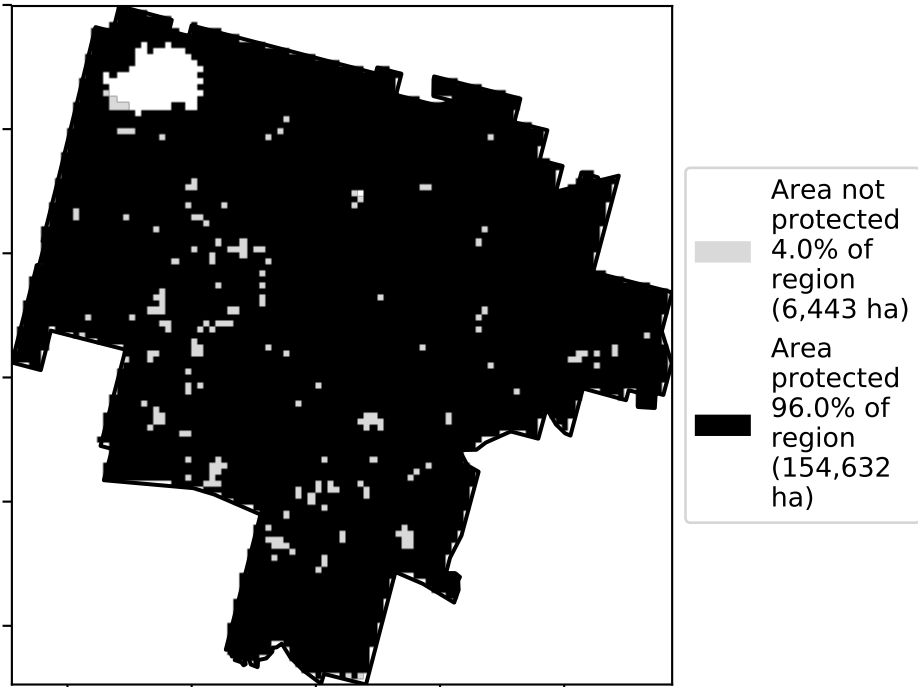 Area not
protected
4.0% of
region
(6,443 ha)
Area
protected
96.0% of
region
(154,632
ha)